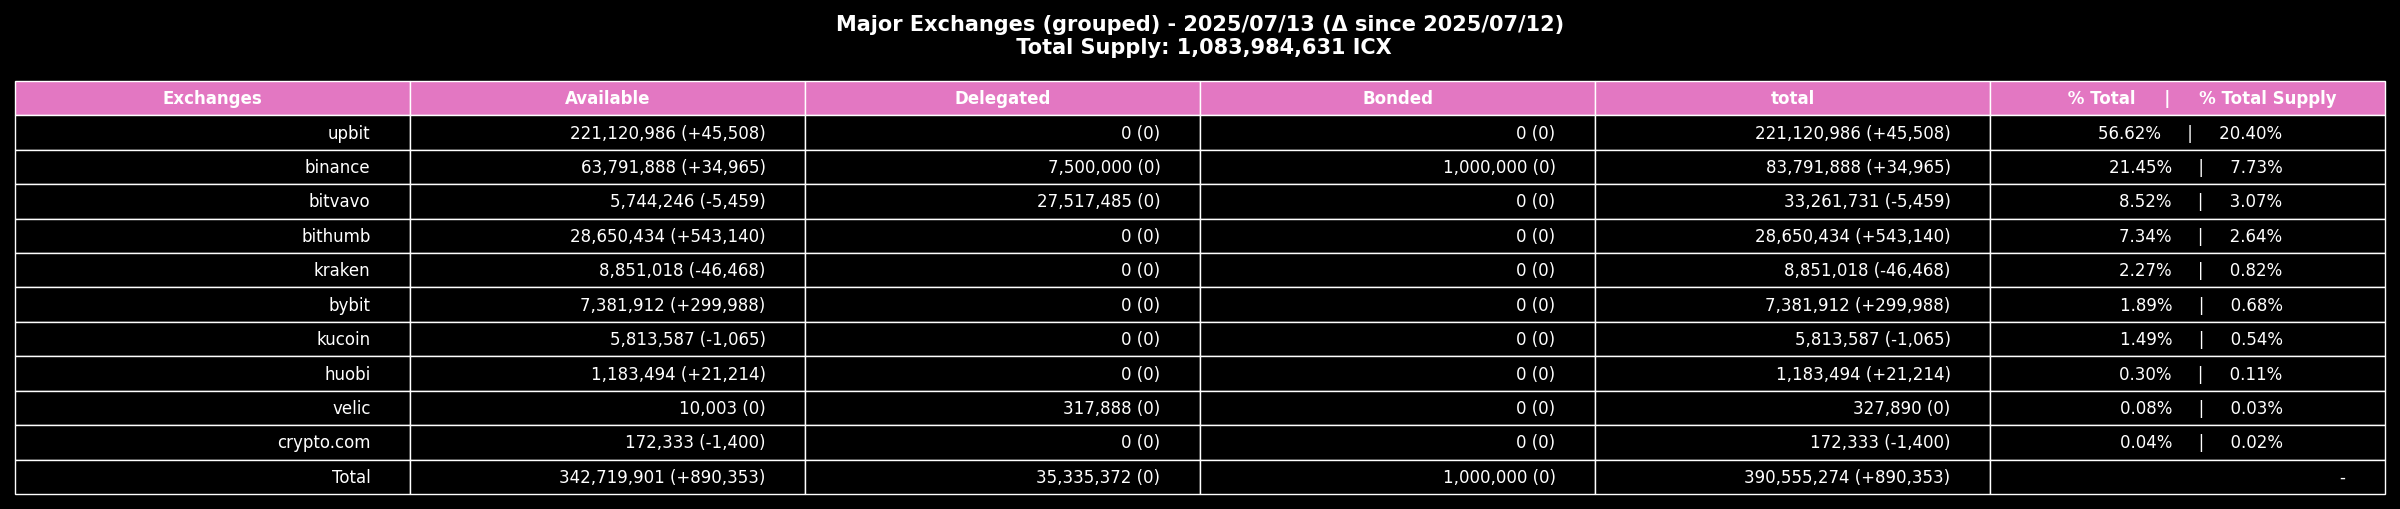 Major Exchanges (grouped) - 2025/07/13 (Δ since 2025/07/12)
Total Supply: 1,083,984,631 ICX
Exchanges Available Delegated Bonded total % Total | % Total Supply
upbit 221,120,986 (+45,508) 0 (0) 0 (0) 221,120,986 (+45,508) 56.62% | 20.40%
binance 63,791,888 (+34,965) 7,500,000 (0) 1,000,000 (0) 83,791,888 (+34,965) 21.45% | 7.73%
bitvavo 5,744,246 (-5,459) 27,517,485 (0) 0 (0) 33,261,731 (-5,459) 8.52% | 3.07%
bithumb 28,650,434 (+543,140) 0 (0) 0 (0) 28,650,434 (+543,140) 7.34% | 2.64%
kraken 8,851,018 (-46,468) 0 (0) 0 (0) 8,851,018 (-46,468) 2.27% | 0.82%
bybit 7,381,912 (+299,988) 0 (0) 0 (0) 7,381,912 (+299,988) 1.89% | 0.68%
kucoin 5,813,587 (-1,065) 0 (0) 0 (0) 5,813,587 (-1,065) 1.49% | 0.54%
huobi 1,183,494 (+21,214) 0 (0) 0 (0) 1,183,494 (+21,214) 0.30% | 0.11%
velic 10,003 (0) 317,888 (0) 0 (0) 327,890 (0) 0.08% | 0.03%
crypto.com 172,333 (-1,400) 0 (0) 0 (0) 172,333 (-1,400) 0.04% | 0.02%
Total 342,719,901 (+890,353) 35,335,372 (0) 1,000,000 (0) 390,555,274 (+890,353) -